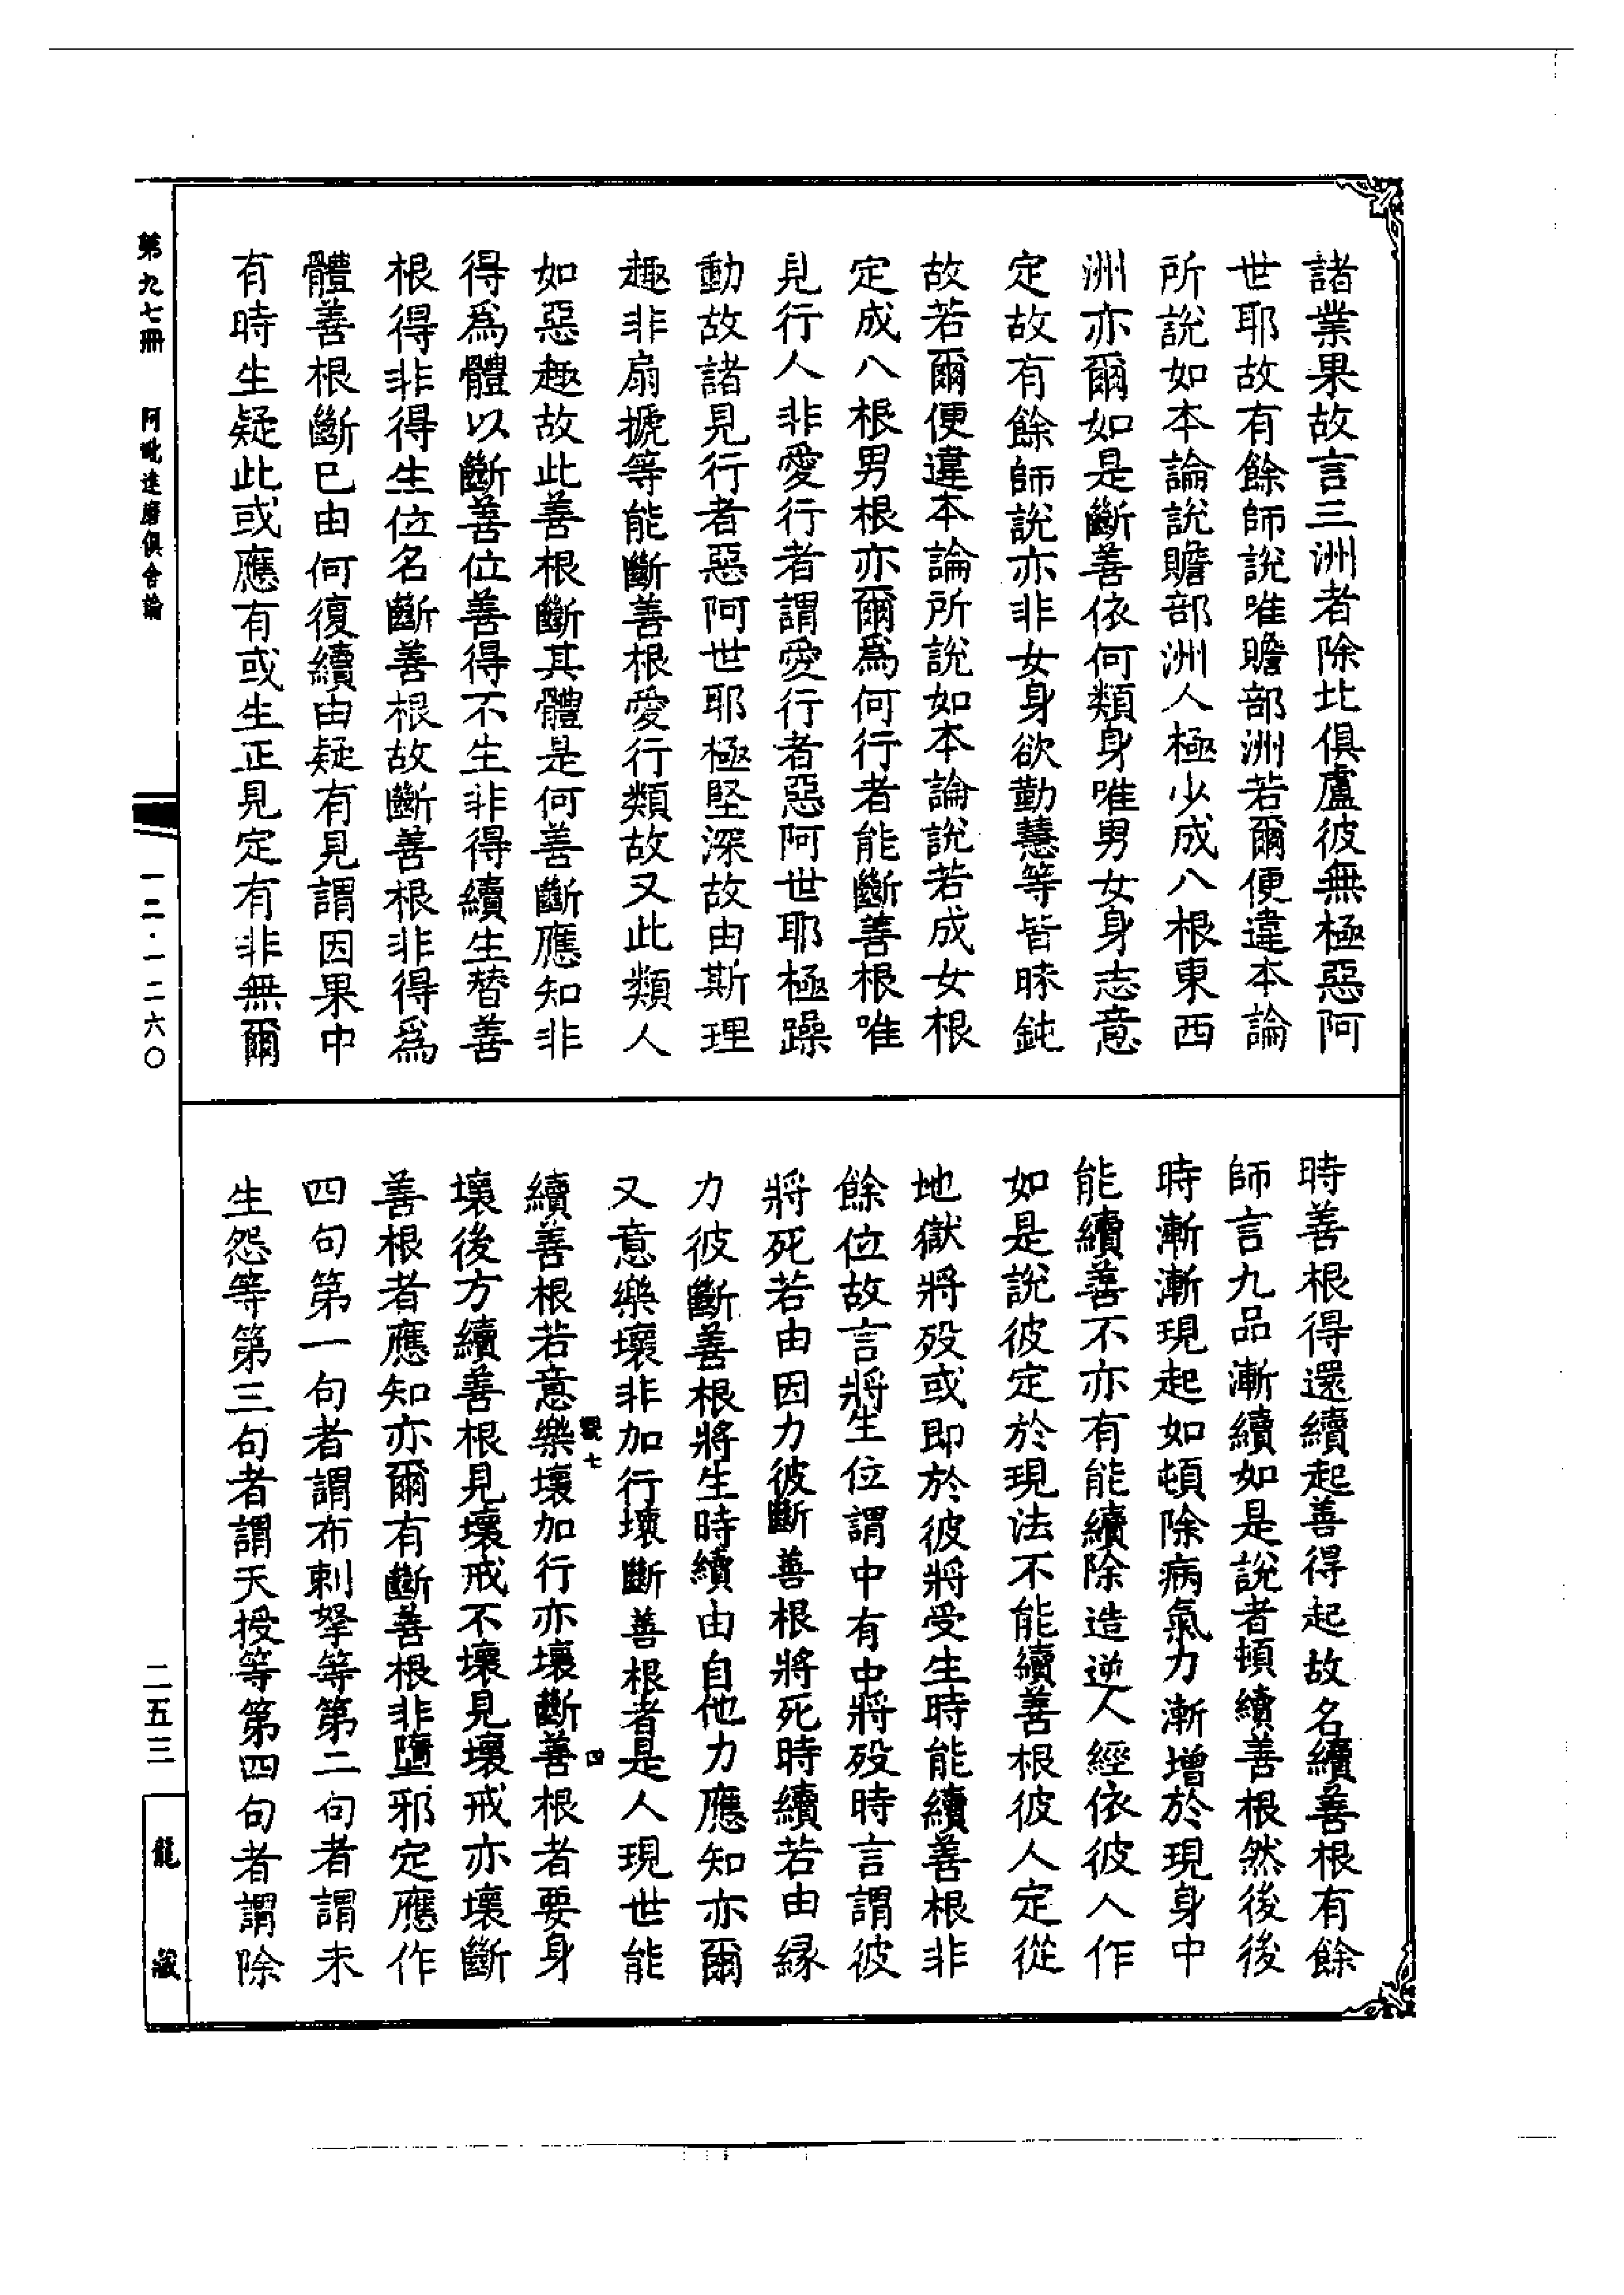 諸業果故言三洲者除北俱盧彼無極惡阿
世耶故有餘師說唯贍部洲若爾便違本論
所說如本論說贍部洲人極少成八根東西
洲亦爾如是斷善依何類身唯男女身志意
定故有餘師說亦非女身欲勤慧等皆昧鈍
故若爾便違本論所說如本論說若成女根
定成八根男根亦爾爲何行者能斷善根唯
見行人非愛行者謂愛行者惡阿世耶極躁
動故諸見行者惡阿世耶極堅深故由斯理
趣非扇搋等能斷善根愛行類故又此類人
如惡趣故此善根斷其體是何善斷應知非
得爲體以斷善位善得不生非得續生替善
根得非得生位名斷善根故斷善根非得爲
體善根斷已由何復續由疑有見謂因果中
有時生疑此或應有或生正見定有非無爾
時善根得還續起善得起故名續善根有餘
師言九品漸續如是說者頓續善根然後後
時漸漸現起如頓除病氣力漸增於現身中
能續善不亦有能續除造逆人經依彼人作
如是說彼定於現法不能續善根彼人定從
地獄將歿或即於彼將受生時能續善根非
餘位故言將生位謂中有中將歿時言謂彼
將死若由因力彼斷善根將死時續若由緣
力彼斷善根將生時續由自他力應知亦爾
又意樂壞非加行壞斷善根者是人現世能
續善根若意樂壞加行亦壞斷善根者要身
壞後方續善根見壞戒不壞見壞戒亦壞斷
善根者應知亦爾有斷善根非墮邪定應作
四句第一句者謂布剌拏等第二句者謂未
生怨等第三句者謂天授等第四句者謂除
觀七
四
第九七冊 阿毗達磨俱舍論
一二·一二六〇
二五三
龍藏